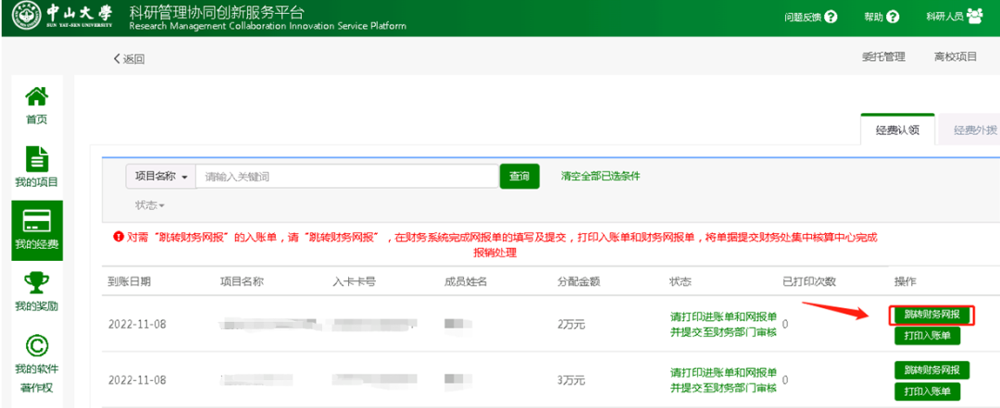 中山大學 科研管理协同创新服务平台
SUN YAT-SEN UNIVERSITY Research Management Collaboration Innovation Service Platform
问题反馈 帮助 科研人员
返回 委托管理 离校项目
首页
我的项目
我的经费
我的奖励
我的软件
著作权
经费认领 经费外拨
项目名称 请输入关键词 查询 清空全部已选条件
状态
对需“跳转财务网报”的入账单，请“跳转财务网报”，在财务系统完成网报单的填写及提交，打印入账单和财务网报单，将单据提交财务处集中核算中心完成
报销处理
到账日期 项目名称 入卡卡号 成员姓名 分配金额 状态 已打印次数 操作
2022-11-08 2万元 请打印进账单和网报单 0 跳转财务网报
并提交至财务部门审核 打印入账单
2022-11-08 3万元 请打印进账单和网报单 0 跳转财务网报
并提交至财务部门审核 打印入账单